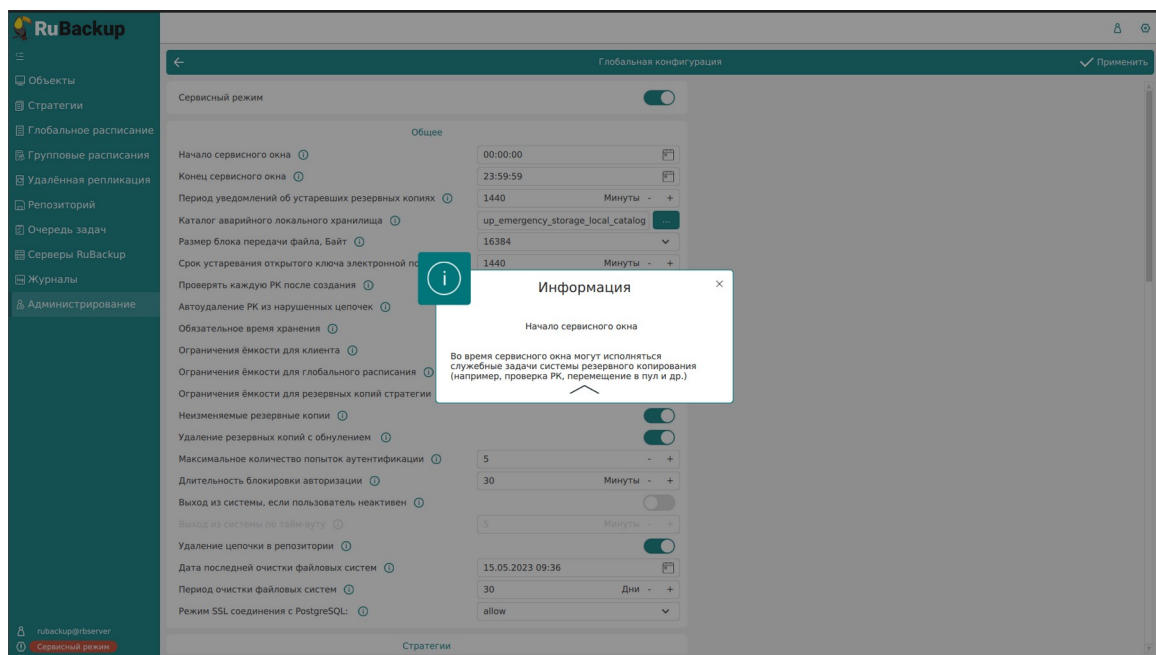 RuBackup
Глобальная конфигурация
Применить
Объекты
Стратегии
Глобальное расписание
Групповые расписания
Удалённая репликация
Репозиторий
Очередь задач
Серверы RuBackup
Журналы
Администрирование
rubackup@rbserver
Сервисный режим
Сервисный режим
Общее
Начало сервисного окна 00:00:00
Конец сервисного окна 23:59:59
Период уведомлений об устаревших резервных копиях 1440 Минуты - +
Каталог аварийного локального хранилища up_emergency_storage_local_catalog ...
Размер блока передачи файла, Байт 16384
Срок устаревания открытого ключа электронной 1440 Минуты - +
Проверять каждую РК после создания
Автоудаление РК из нарушенных цепочек
Обязательное время хранения
Ограничения ёмкости для клиента
Ограничения ёмкости для глобального расписания
Ограничения ёмкости для резервных копий стратегии
Информация
Начало сервисного окна
Во время сервисного окна могут исполняться
служебные задачи системы резервного копирования
(например, проверка РК, перемещение в пул и др.)
Неизменяемые резервные копии
Удаление резервных копий с обнулением
Максимальное количество попыток аутентификации 5 - +
Длительность блокировки авторизации 30 Минуты - +
Выход из системы, если пользователь неактивен
Выход из системы по тайм-ауту 5 Минуты - +
Удаление цепочки в репозитории
Дата последней очистки файловых систем 15.05.2023 09:36
Период очистки файловых систем 30 Дни - +
Режим SSL соединения с PostgreSQL: allow
Стратегии